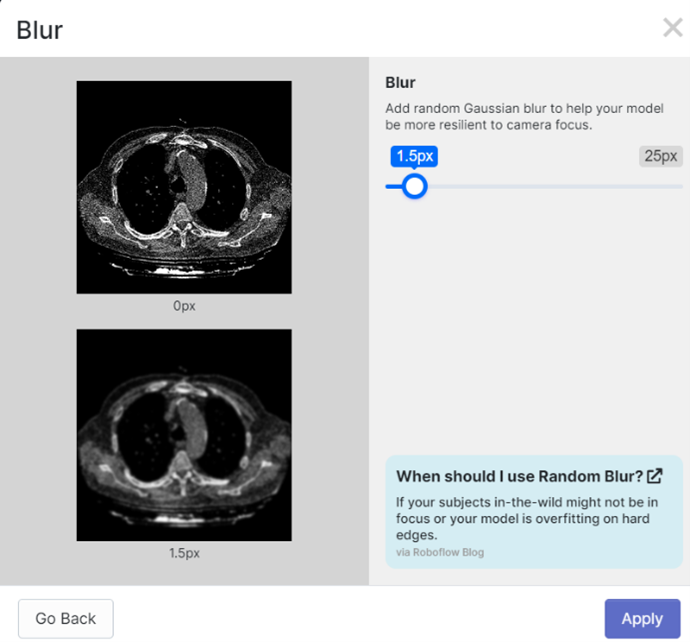 Blur
0px
1.5px
Blur
Add random Gaussian blur to help your model
be more resilient to camera focus.
1.5px
25px
When should I use Random Blur?
If your subjects in-the-wild might not be in
focus or your model is overfitting on hard
edges.
via Roboflow Blog
Go Back
Apply